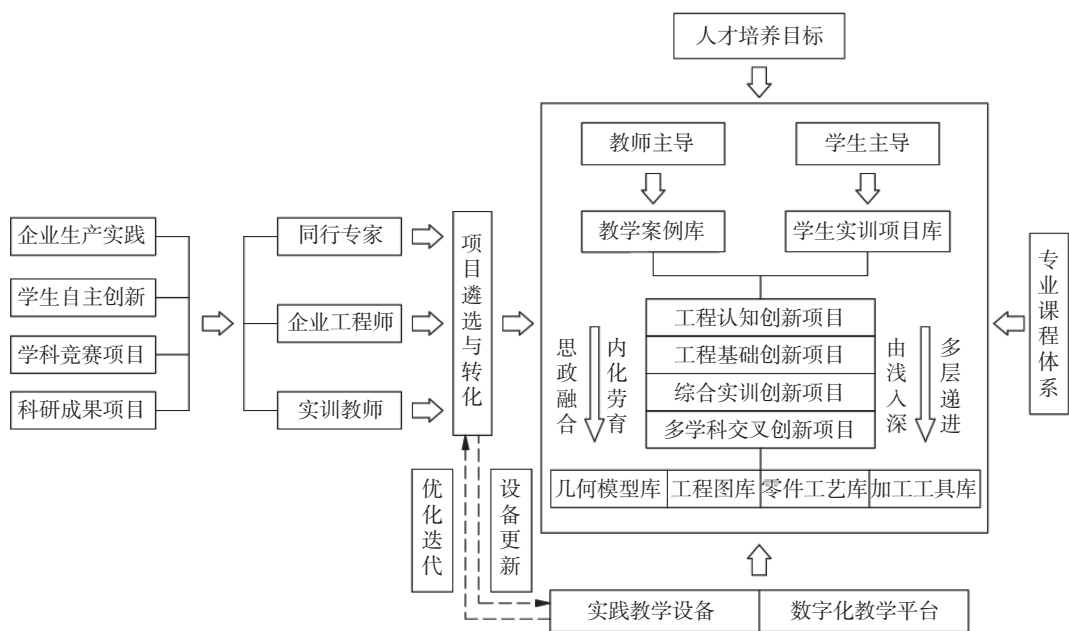 人才培养目标
教师主导
学生主导
教学案例库
学生实训项目库
企业生产实践
学生自主创新
学科竞赛项目
科研成果项目
同行专家
企业工程师
实训教师
项目遴选与转化
工程认知创新项目
工程基础创新项目
综合实训创新项目
多学科交叉创新项目
思政融合
内化劳育
由浅入深
多层递进
专业课程体系
几何模型库
工程图库
零件工艺库
加工工具库
优化迭代
设备更新
实践教学设备
数字化教学平台